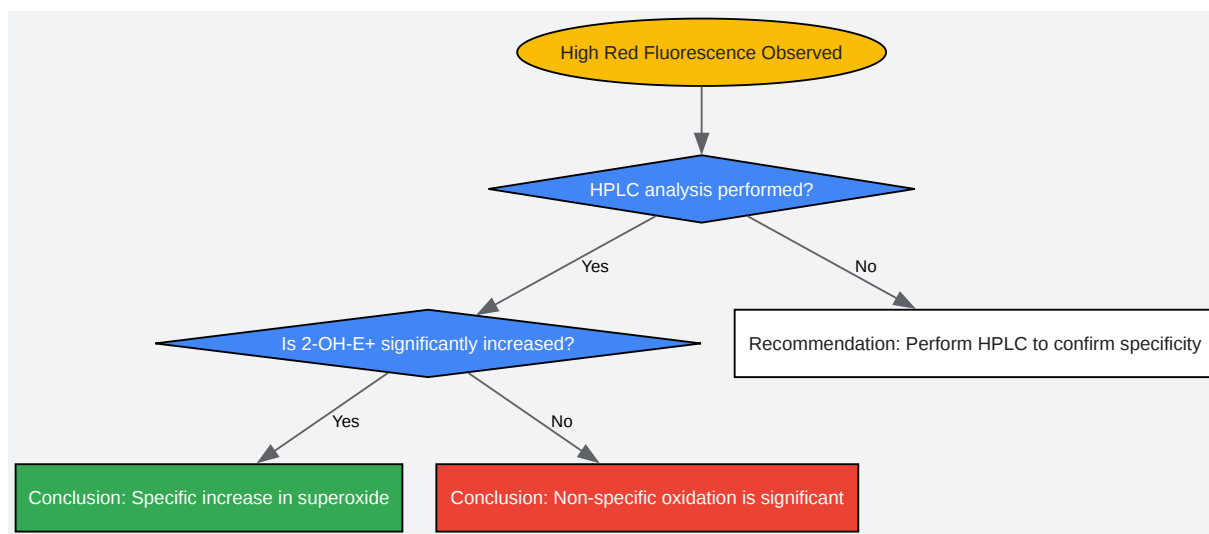 High Red Fluorescence Observed
HPLC analysis performed?
Yes
No
Is 2-OH-E+ significantly increased?
Recommendation: Perform HPLC to confirm specificity
Yes
No
Conclusion: Specific increase in superoxide
Conclusion: Non-specific oxidation is significant